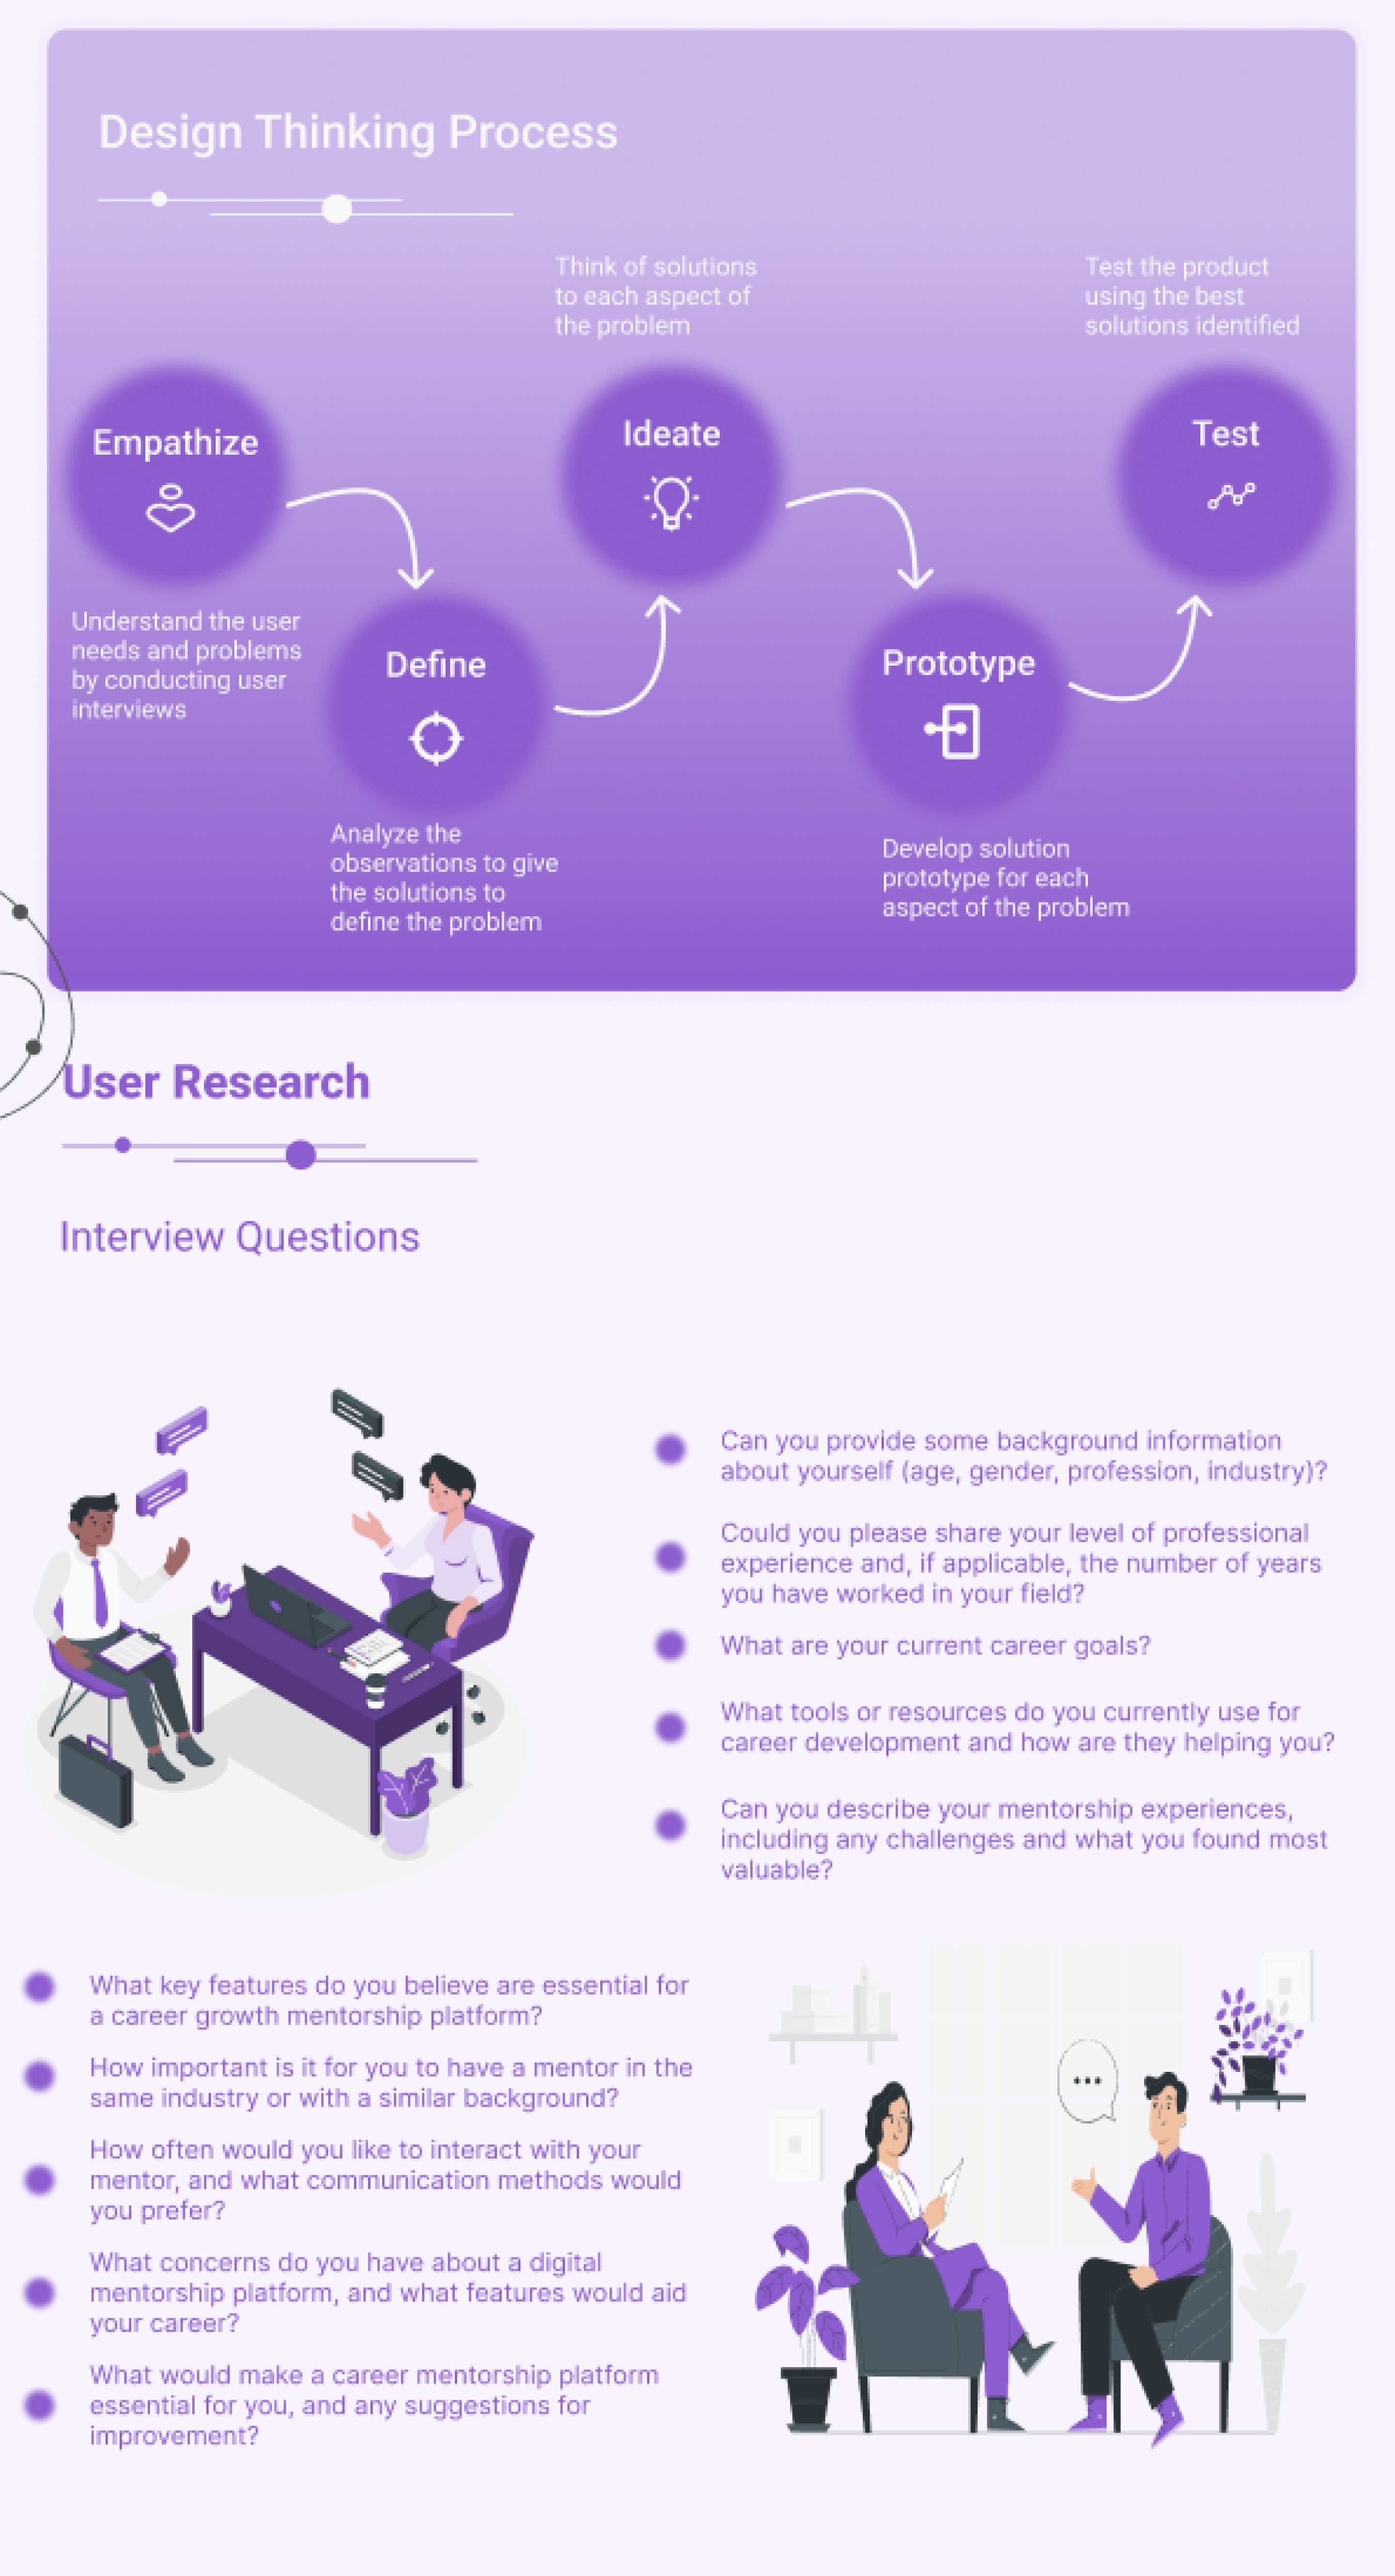 Design Thinking Process
Think of solutions
to each aspect of
the problem
Test the product
using the best
solutions identified
Empathize
Ideate
Test
Understand the user
needs and problems
by conducting user
interviews
Define
Prototype
Analyze the
observations to give
the solutions to
define the problem
Develop solution
prototype for each
aspect of the problem
User Research
Interview Questions
Can you provide some background information
about yourself (age, gender, profession, industry)?
Could you please share your level of professional
experience and, if applicable, the number of years
you have worked in your field?
What are your current career goals?
What tools or resources do you currently use for
career development and how are they helping you?
Can you describe your mentorship experiences,
including any challenges and what you found most
valuable?
What key features do you believe are essential for
a career growth mentorship platform?
How important is it for you to have a mentor in the
same industry or with a similar background?
How often would you like to interact with your
mentor, and what communication methods would
you prefer?
What concerns do you have about a digital
mentorship platform, and what features would aid
your career?
What would make a career mentorship platform
essential for you, and any suggestions for
improvement?